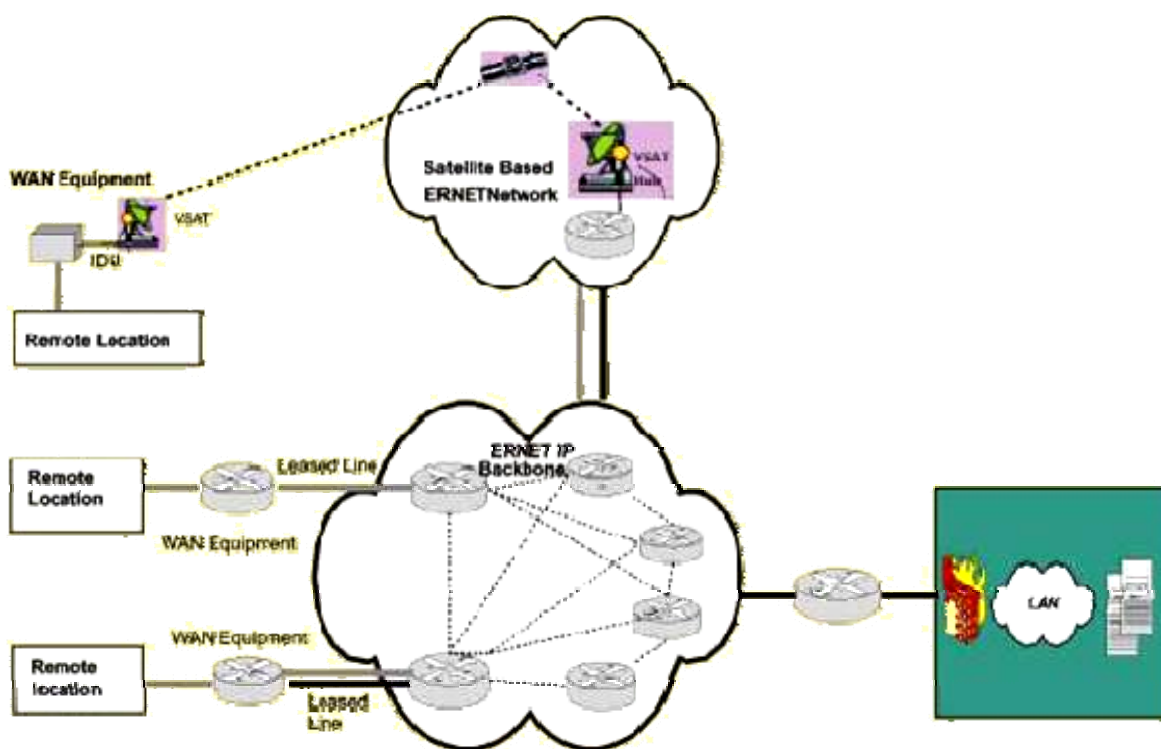 WAN Equipment
VSAT
IDU
Remote Location
Satellite Based
ERNETNetwork
VSAT
Hub
ERNET IP
Backbone
Remote
Location
Leased Line
WAN Equipment
WAN Equipment
Remote
location
Leased
Line
LAN